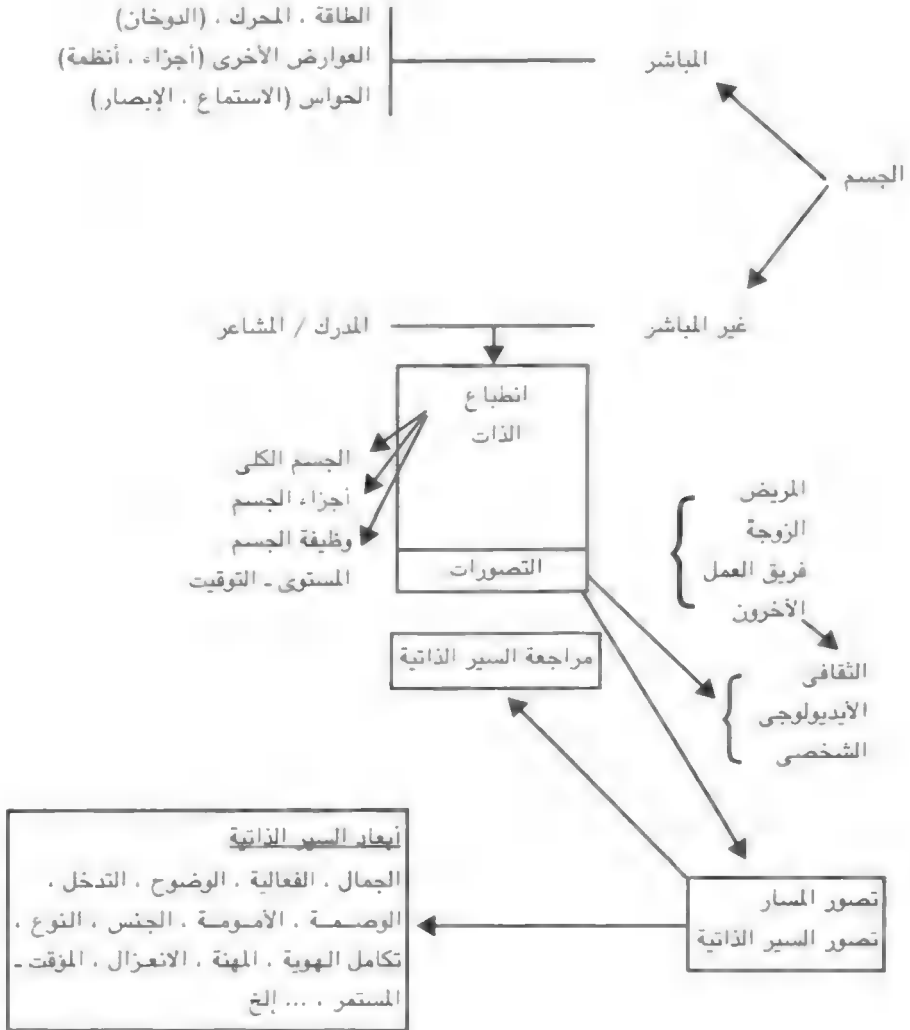 الطاقة ، المحرك ، (الدوخان)
العوارض الأخرى (أجزاء ، أنظمة)
الحواس (الاستماع ، الإبصار)
المباشر
الجسم
غير المباشر
المدرك / المشاعر
انطباع
الذات
الجسم الكلى
أجزاء الجسم
وظيفة الجسم
المستوى ـ التوقيت
التصورات
المريض
الزوجة
فريق العمل
الأخرون
مراجعة السير الذاتية
الثقافى
الأيديولوجى
الشخصى
أبعاد السير الذاتية
الجمال ، الفعالية ، الوضوح ، التدخل ،
الوصـمـة ، الأمـومـة ، الجنس ، النوع ،
تكامل الهوية ، المهنة ، الانعـزال ، المؤقت ـ
المستمر ، ... إلخ
تصور المسار
تصور السير الذاتية